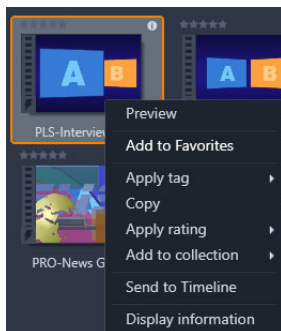 A B A B
PLS-Interview
Preview
Add to Favorites
Apply tag
Copy
Apply rating
Add to collection
Send to Timeline
Display information
PRO-News G